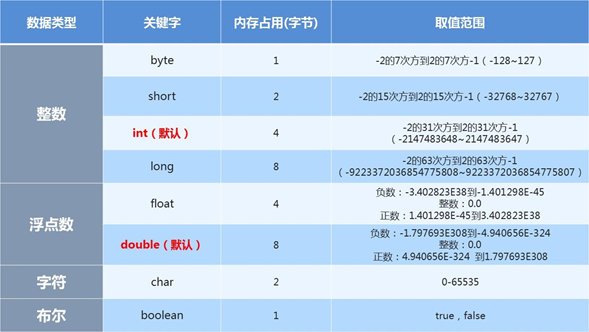 数据类型 关键字 内存占用(字节) 取值范围
整数 byte 1 -2的7次方到2的7次方-1（-128~127）
short 2 -2的15次方到2的15次方-1（-32768~32767）
int（默认） 4 -2的31次方到2的31次方-1
（-2147483648~2147483647）
long 8 -2的63次方到2的63次方-1
（-9223372036854775808~9223372036854775807）
浮点数 float 4 负数：-3.402823E38到-1.401298E-45
整数：0.0
正数：1.401298E-45到3.402823E38
double（默认） 8 负数：-1.797693E308到-4.940656E-324
整数：0.0
正数：4.940656E-324 到1.797693E308
字符 char 2 0-65535
布尔 boolean 1 true，false